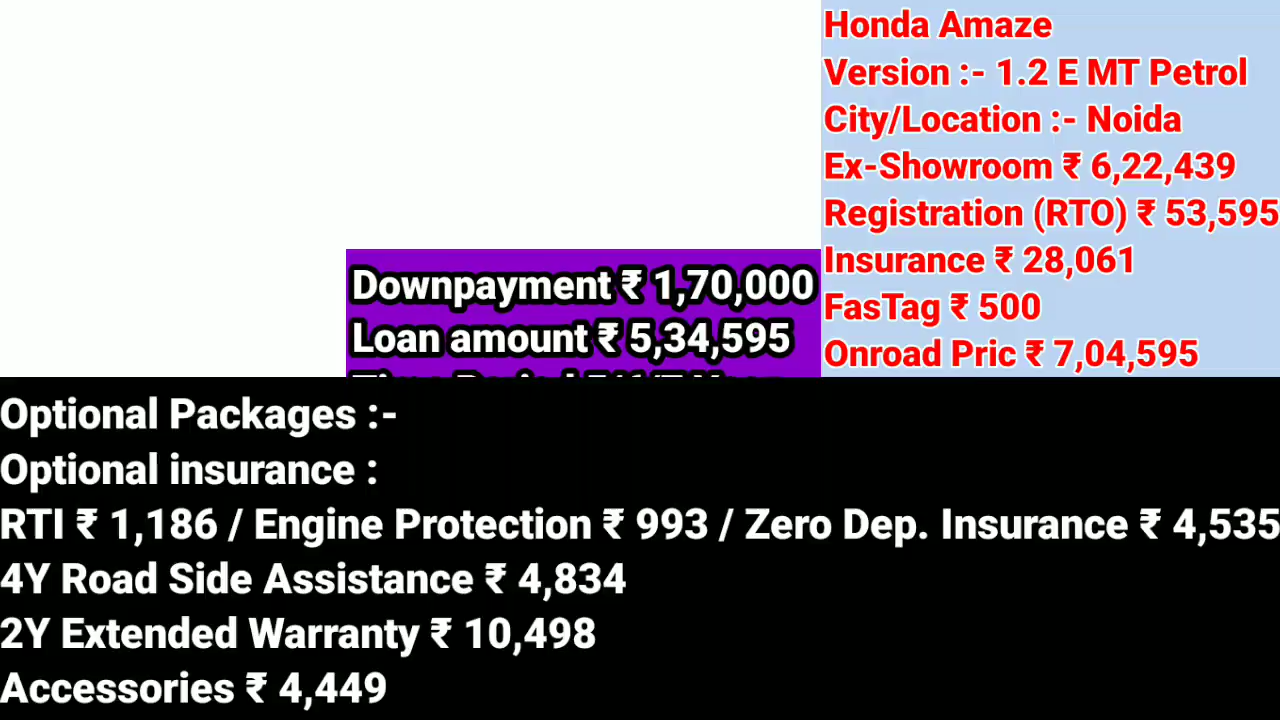 Honda Amaze
Version :- 1.2 E MT Petrol
City/Location :- Noida
Ex-Showroom ₹ 6,22,439
Registration (RTO) ₹ 53,595
Insurance ₹ 28,061
FasTag ₹ 500
Onroad Pric ₹ 7,04,595
Downpayment ₹ 1,70,000
Loan amount ₹ 5,34,595
Optional Packages :-
Optional insurance :
RTI ₹ 1,186 / Engine Protection ₹ 993 / Zero Dep. Insurance ₹ 4,535
4Y Road Side Assistance ₹ 4,834
2Y Extended Warranty ₹ 10,498
Accessories ₹ 4,449